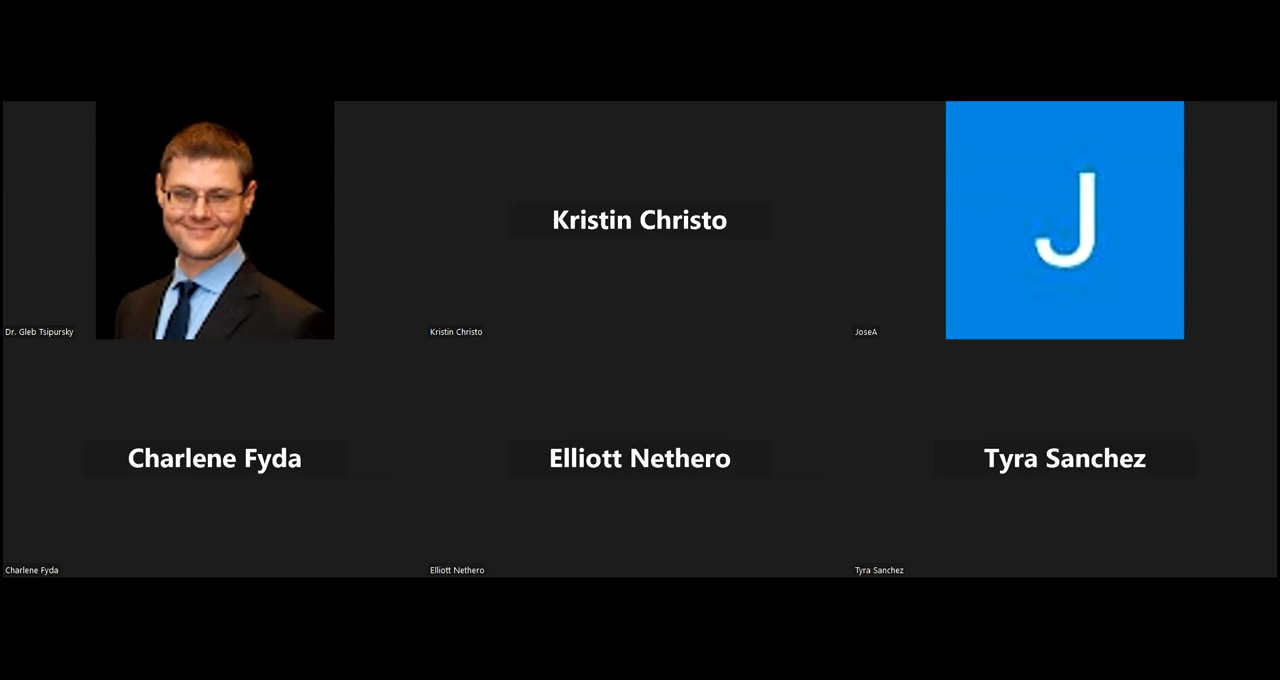 Kristin Christo
J
Dr. Gleb Tsipursky
Kristin Christo
JoseA
Charlene Fyda
Elliott Nethero
Tyra Sanchez
Charlene Fyda
Elliott Nethero
Tyra Sanchez